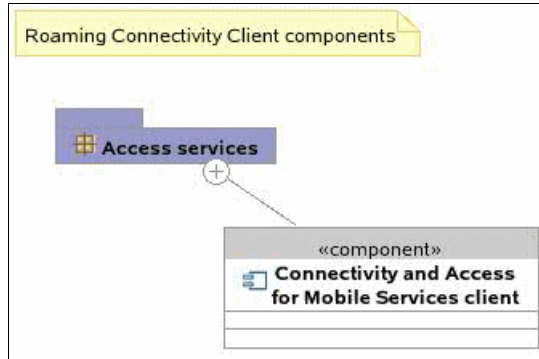 Roaming Connectivity Client components
Access services
«component»
Connectivity and Access
for Mobile Services client